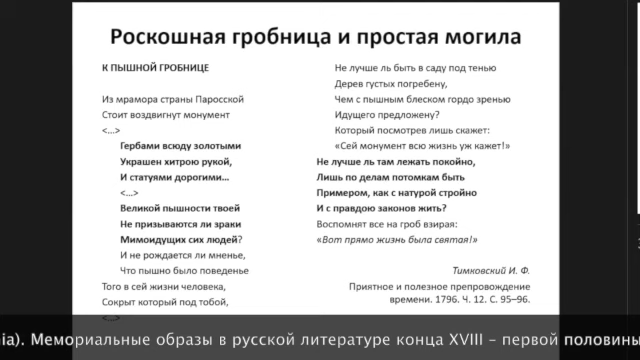 Роскошная гробница и простая могила
К ПЫШНОЙ ГРОБНИЦЕ
Из мрамора страны Паросской
Стоит воздвигнут монумент
<...>
Гербами всюду золотыми
Украшен хитрою рукой,
И статуями дорогими...
<...>
Великой пышности твоей
Не призываются ли зраки
Мимоидущих сих людей?
И не рождается ли мненье,
Что пышно было поведенье
Того в сей жизни человека,
Сокрыт который под тобой,
Не лучше ль быть в саду под тенью
Дерев густых погребену,
Чем с пышным блеском гордо зренью
Идущего предложену?
Который посмотрев лишь скажет:
«Сей монумент всю жизнь уж кажет!»
Не лучше ль там лежать покойно,
Лишь по делам потомкам быть
Примером, как с натурой стройно
И с правдою законов жить?
Воспомнят все на гроб взирая:
«Вот прямо жизнь была святая!»
Тимковский И. Ф.
Приятное и полезное препровождение
времени. 1796. Ч. 12. С. 95–96.
nia). Мемориальные образы в русской литературе конца XVIII – первой половины